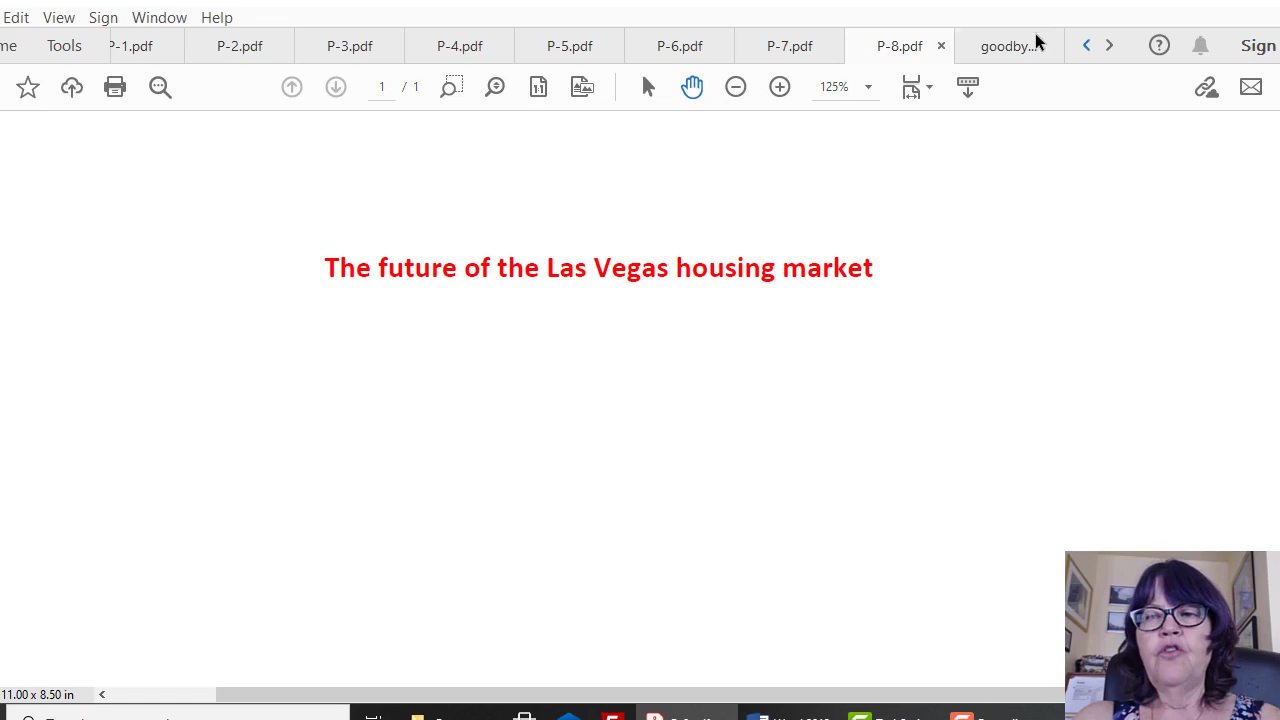 Edit View Sign Window Help
me Tools P-1.pdf P-2.pdf P-3.pdf P-4.pdf P-5.pdf P-6.pdf P-7.pdf P-8.pdf × goodby... Sign
1 / 1 125%
The future of the Las Vegas housing market
11.00 x 8.50 in